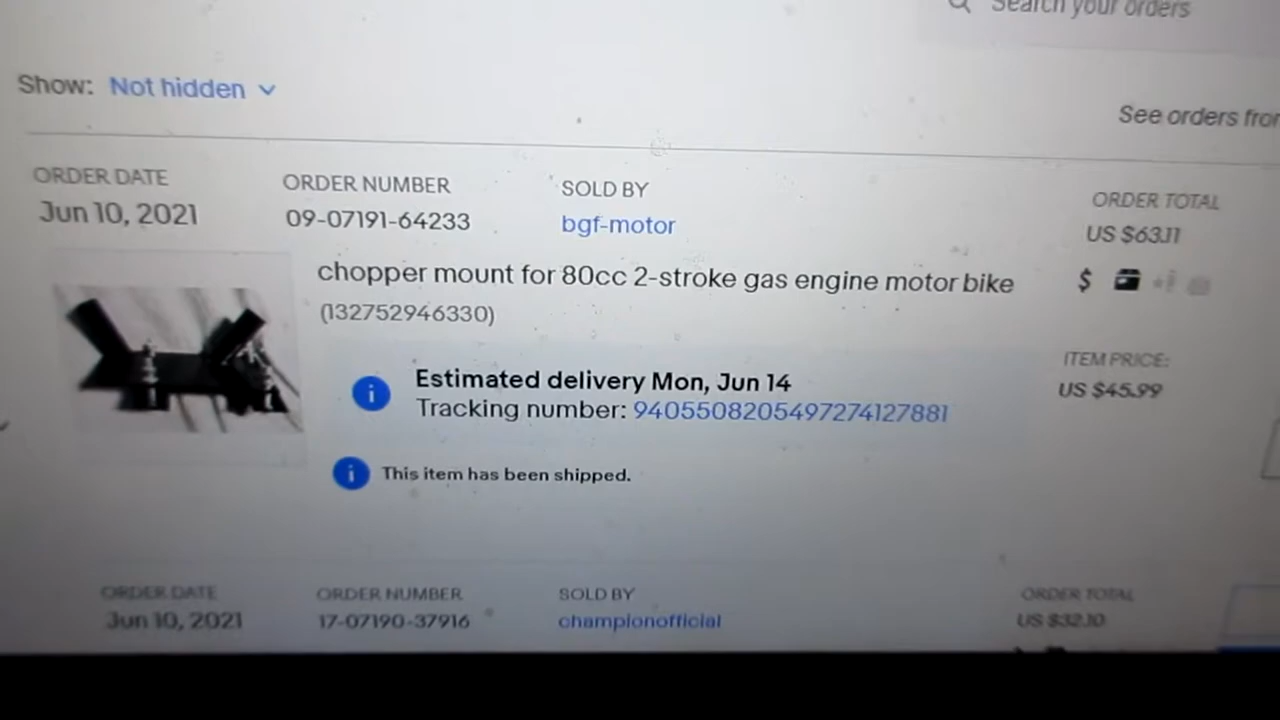 Search your orders
Show: Not hidden
See orders from
ORDER DATE
ORDER NUMBER
SOLD BY
ORDER TOTAL
Jun 10, 2021
09-07191-64233
bgf-motor
US $63.11
chopper mount for 80cc 2-stroke gas engine motor bike
$
(132752946330)
ITEM PRICE:
US $45.99
Estimated delivery Mon, Jun 14
Tracking number: 9405508205497274127881
This item has been shipped.
ORDER DATE
ORDER NUMBER
SOLD BY
ORDER TOTAL
Jun 10, 2021
17-07190-37916
championofficial
US $32.10